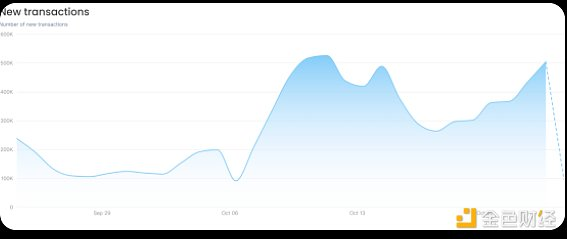 New transactions
Number of new transactions
600K
500K
400K
300K
200K
100K
0
Sep 29
Oct 06
Oct 13
金色财经